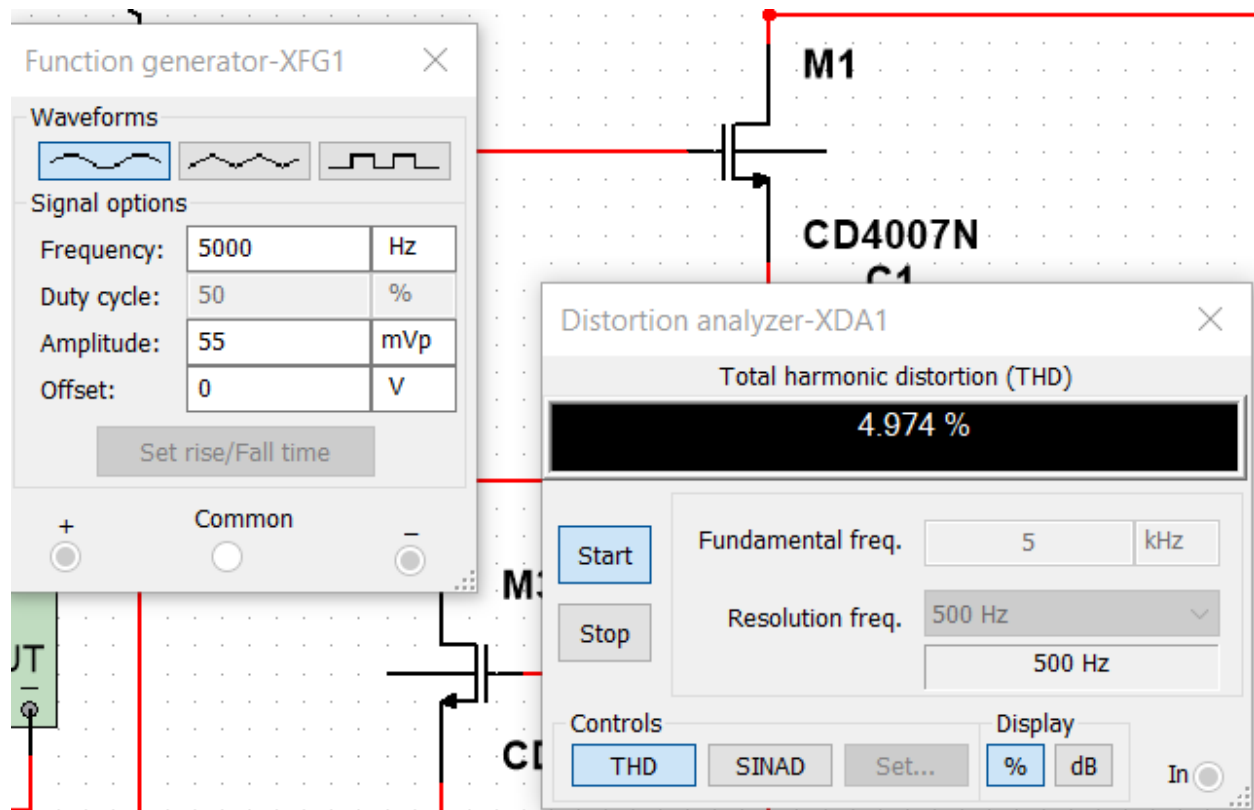 Function generator-XFG1
Waveforms
Signal options
Frequency: 5000 Hz
Duty cycle: 50 %
Amplitude: 55 mVp
Offset: 0 V
Set rise/Fall time
+ Common −
M1
CD4007N
C1
Distortion analyzer-XDA1
Total harmonic distortion (THD)
4.974 %
Start
Fundamental freq. 5 kHz
Stop
Resolution freq. 500 Hz
500 Hz
Controls
THD SINAD Set...
Display
% dB
In
UT
−